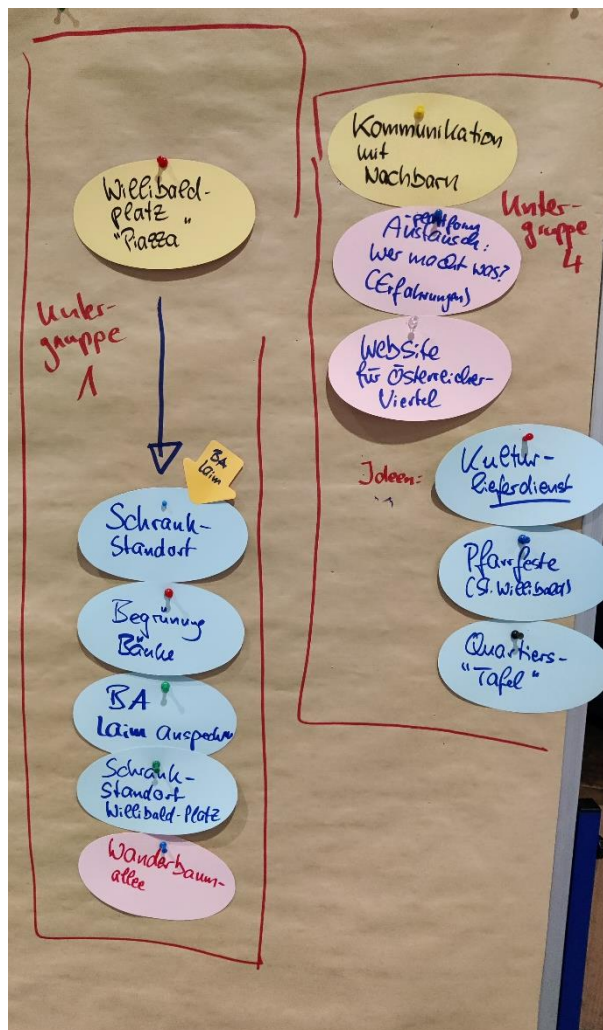 Willibald-
platz
"Piazza"
Unter-
gruppe
1
BA
Laim
Schrank-
Standort
Begrünung
Bänke
BA
Laim ansprechen
Schrank-
Standort
Willibald-Platz
Wanderbaum-
allee
Kommunikation
mit
Nachbarn
Unter-
gruppe
4
-plattform
Austausch:
Wer macht was?
(Erfahrungen)
Website
für Österreicher-
Viertel
Ideen:
Kultur-
lieferdienst
Pfarrfeste
(St. Willibald)
Quartiers-
"Tafel"